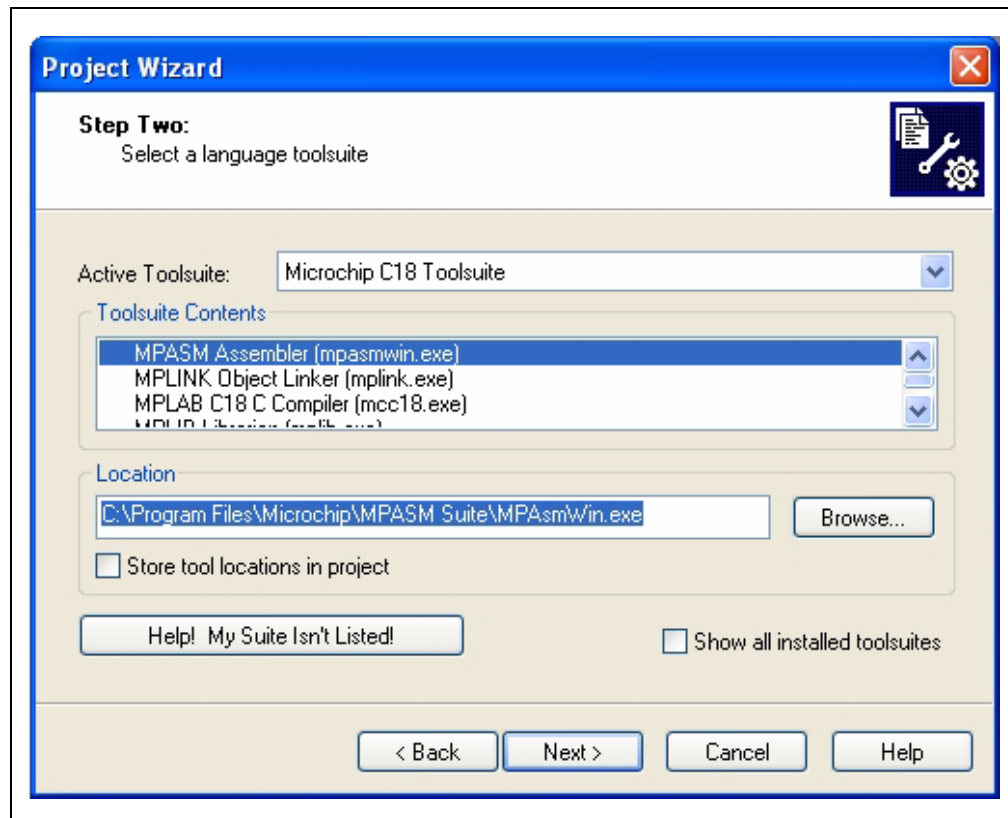 Project Wizard
Step Two:
Select a language toolsuite
Active Toolsuite: Microchip C18 Toolsuite
Toolsuite Contents
MPASM Assembler (mpasmwin.exe)
MPLINK Object Linker (mplink.exe)
MPLAB C18 C Compiler (mcc18.exe)
Location
C:\Program Files\Microchip\MPASM Suite\MPAsmWin.exe
Browse...
Store tool locations in project
Help! My Suite Isn't Listed!
Show all installed toolsuites
< Back Next > Cancel Help